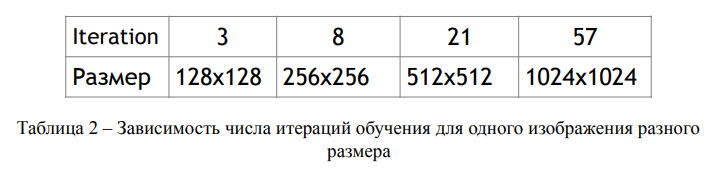 Iteration 3 8 21 57
Размер 128x128 256x256 512x512 1024x1024
Таблица 2 – Зависимость числа итераций обучения для одного изображения разного
размера